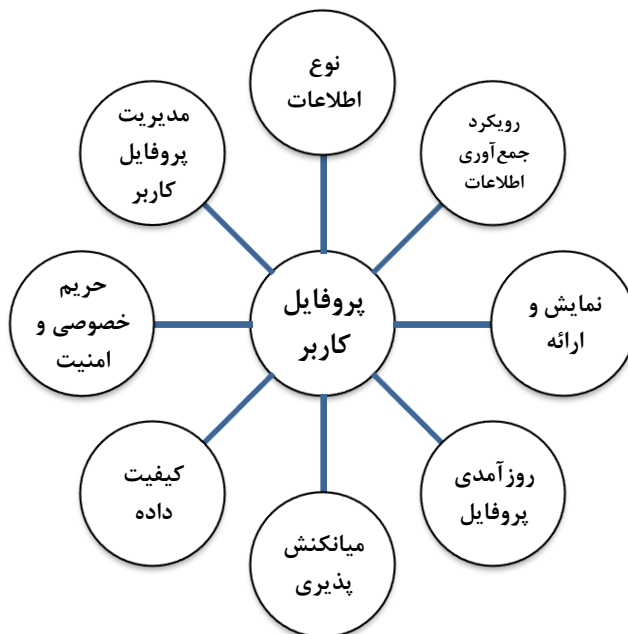 نوع
اطلاعات
رویکرد
جمع‌آوری
اطلاعات
نمایش و
ارائه
روزآمدی
پروفایل
میانکنش
پذیری
کیفیت
داده
حریم
خصوصی و
امنیت
مدیریت
پروفایل
کاربر
پروفایل
کاربر